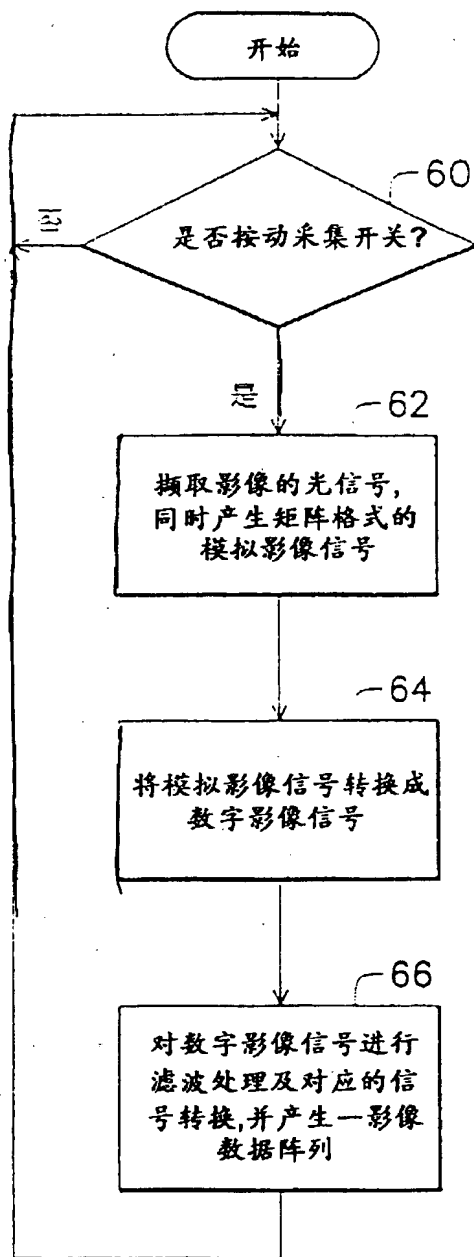 开始
60
是否按动采集开关?
是
62
撷取影像的光信号,
同时产生矩阵格式的
模拟影像信号
64
将模拟影像信号转换成
数字影像信号
66
对数字影像信号进行
滤波处理及对应的信
号转换,并产生一影像
数据阵列